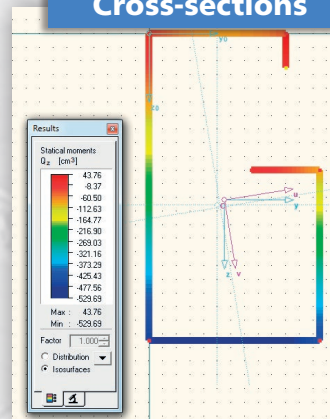 Cross-sections
Results
Statical moments
Qz [cm³]
43.76
-8.37
-60.50
-112.63
-164.77
-216.90
-269.03
-321.16
-373.29
-425.43
-477.56
-529.69
Max : 43.76
Min : -529.69
Factor 1.000
Distribution
Isosurfaces
y0
z0
u
y
z
v